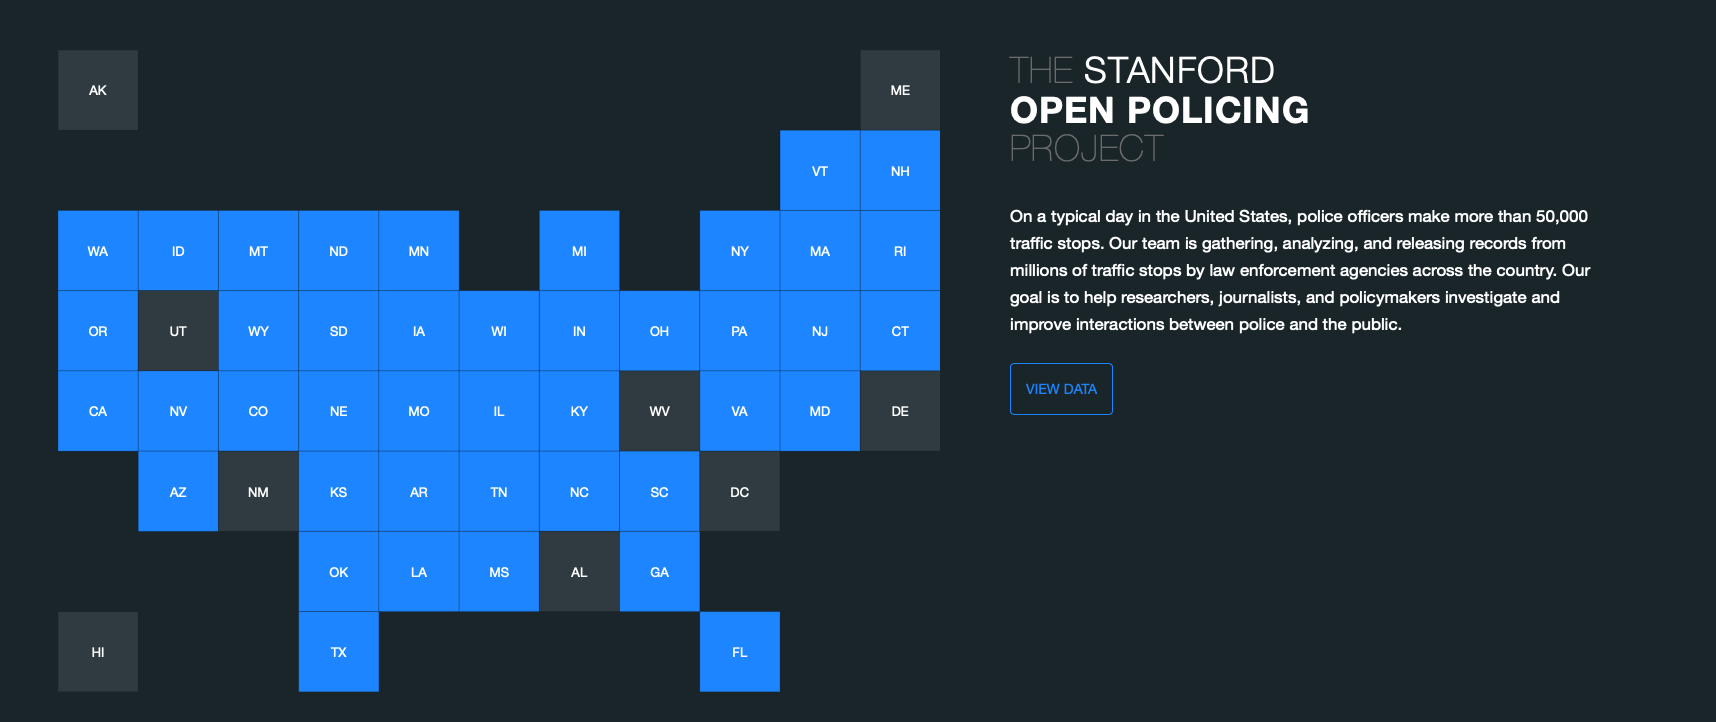 AK ME
VT NH
WA ID MT ND MN MI NY MA RI
OR UT WY SD IA WI IN OH PA NJ CT
CA NV CO NE MO IL KY WV VA MD DE
AZ NM KS AR TN NC SC DC
OK LA MS AL GA
HI TX FL
THE STANFORD
OPEN POLICING
PROJECT
On a typical day in the United States, police officers make more than 50,000
traffic stops. Our team is gathering, analyzing, and releasing records from
millions of traffic stops by law enforcement agencies across the country. Our
goal is to help researchers, journalists, and policymakers investigate and
improve interactions between police and the public.
VIEW DATA